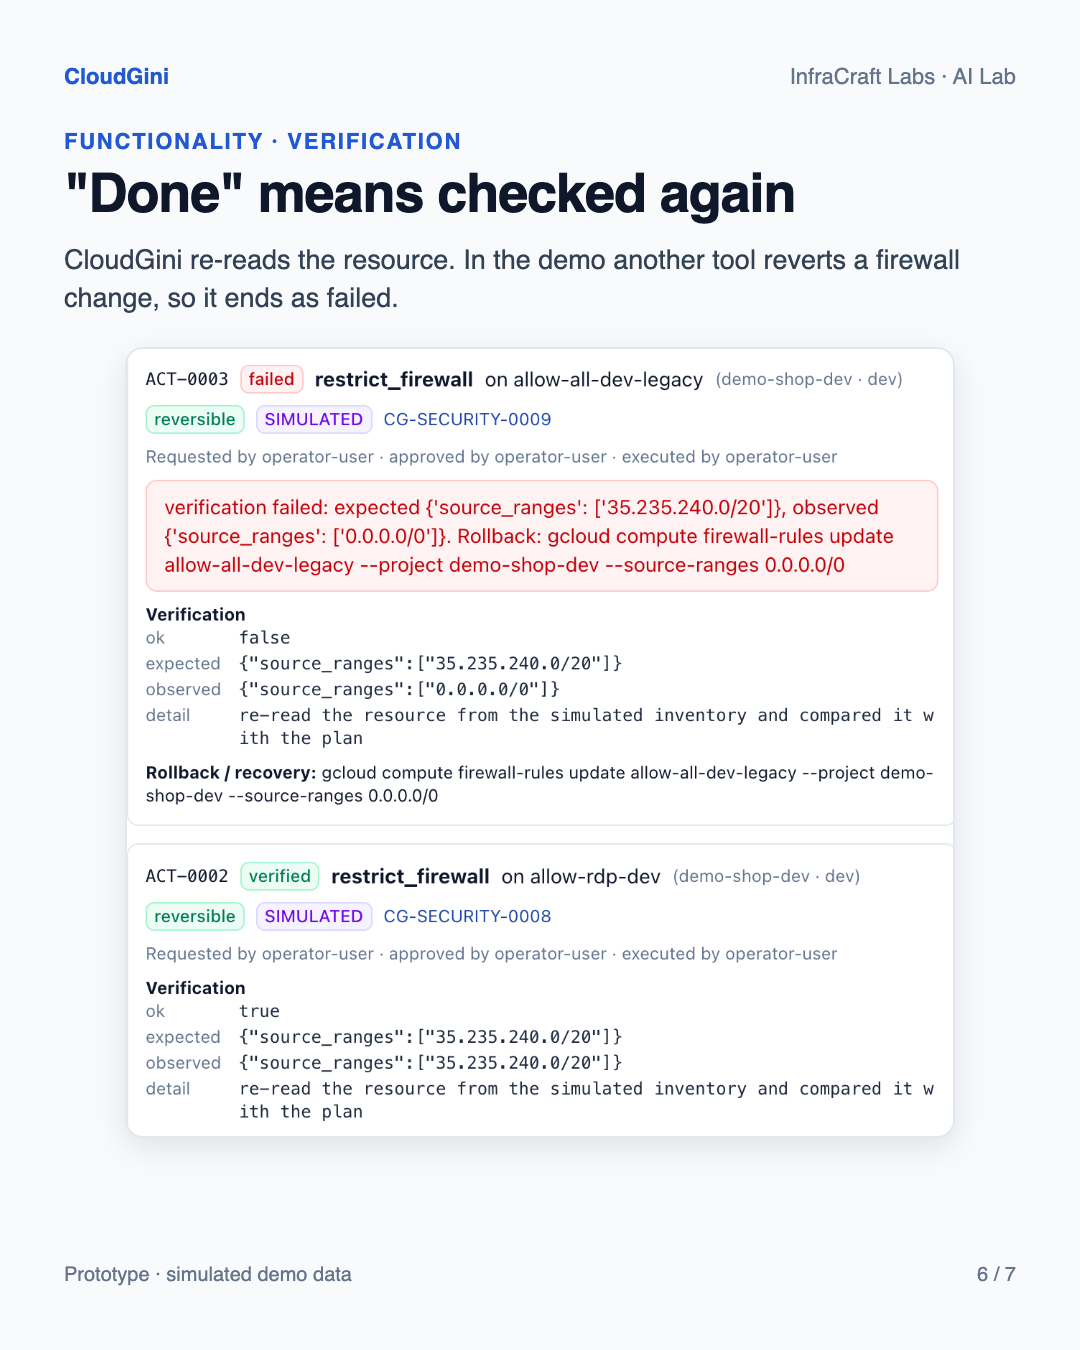 CloudGini
InfraCraft Labs · AI Lab
FUNCTIONALITY · VERIFICATION
"Done" means checked again
CloudGini re-reads the resource. In the demo another tool reverts a firewall
change, so it ends as failed.
ACT-0003 failed restrict_firewall on allow-all-dev-legacy (demo-shop-dev · dev)
reversible SIMULATED CG-SECURITY-0009
Requested by operator-user · approved by operator-user · executed by operator-user
verification failed: expected {'source_ranges': ['35.235.240.0/20']}, observed
{'source_ranges': ['0.0.0.0/0']}. Rollback: gcloud compute firewall-rules update
allow-all-dev-legacy --project demo-shop-dev --source-ranges 0.0.0.0/0
Verification
ok false
expected {"source_ranges":["35.235.240.0/20"]}
observed {"source_ranges":["0.0.0.0/0"]}
detail re-read the resource from the simulated inventory and compared it w
ith the plan
Rollback / recovery: gcloud compute firewall-rules update allow-all-dev-legacy --project demo-
shop-dev --source-ranges 0.0.0.0/0
ACT-0002 verified restrict_firewall on allow-rdp-dev (demo-shop-dev · dev)
reversible SIMULATED CG-SECURITY-0008
Requested by operator-user · approved by operator-user · executed by operator-user
Verification
ok true
expected {"source_ranges":["35.235.240.0/20"]}
observed {"source_ranges":["35.235.240.0/20"]}
detail re-read the resource from the simulated inventory and compared it w
ith the plan
Prototype · simulated demo data
6 / 7